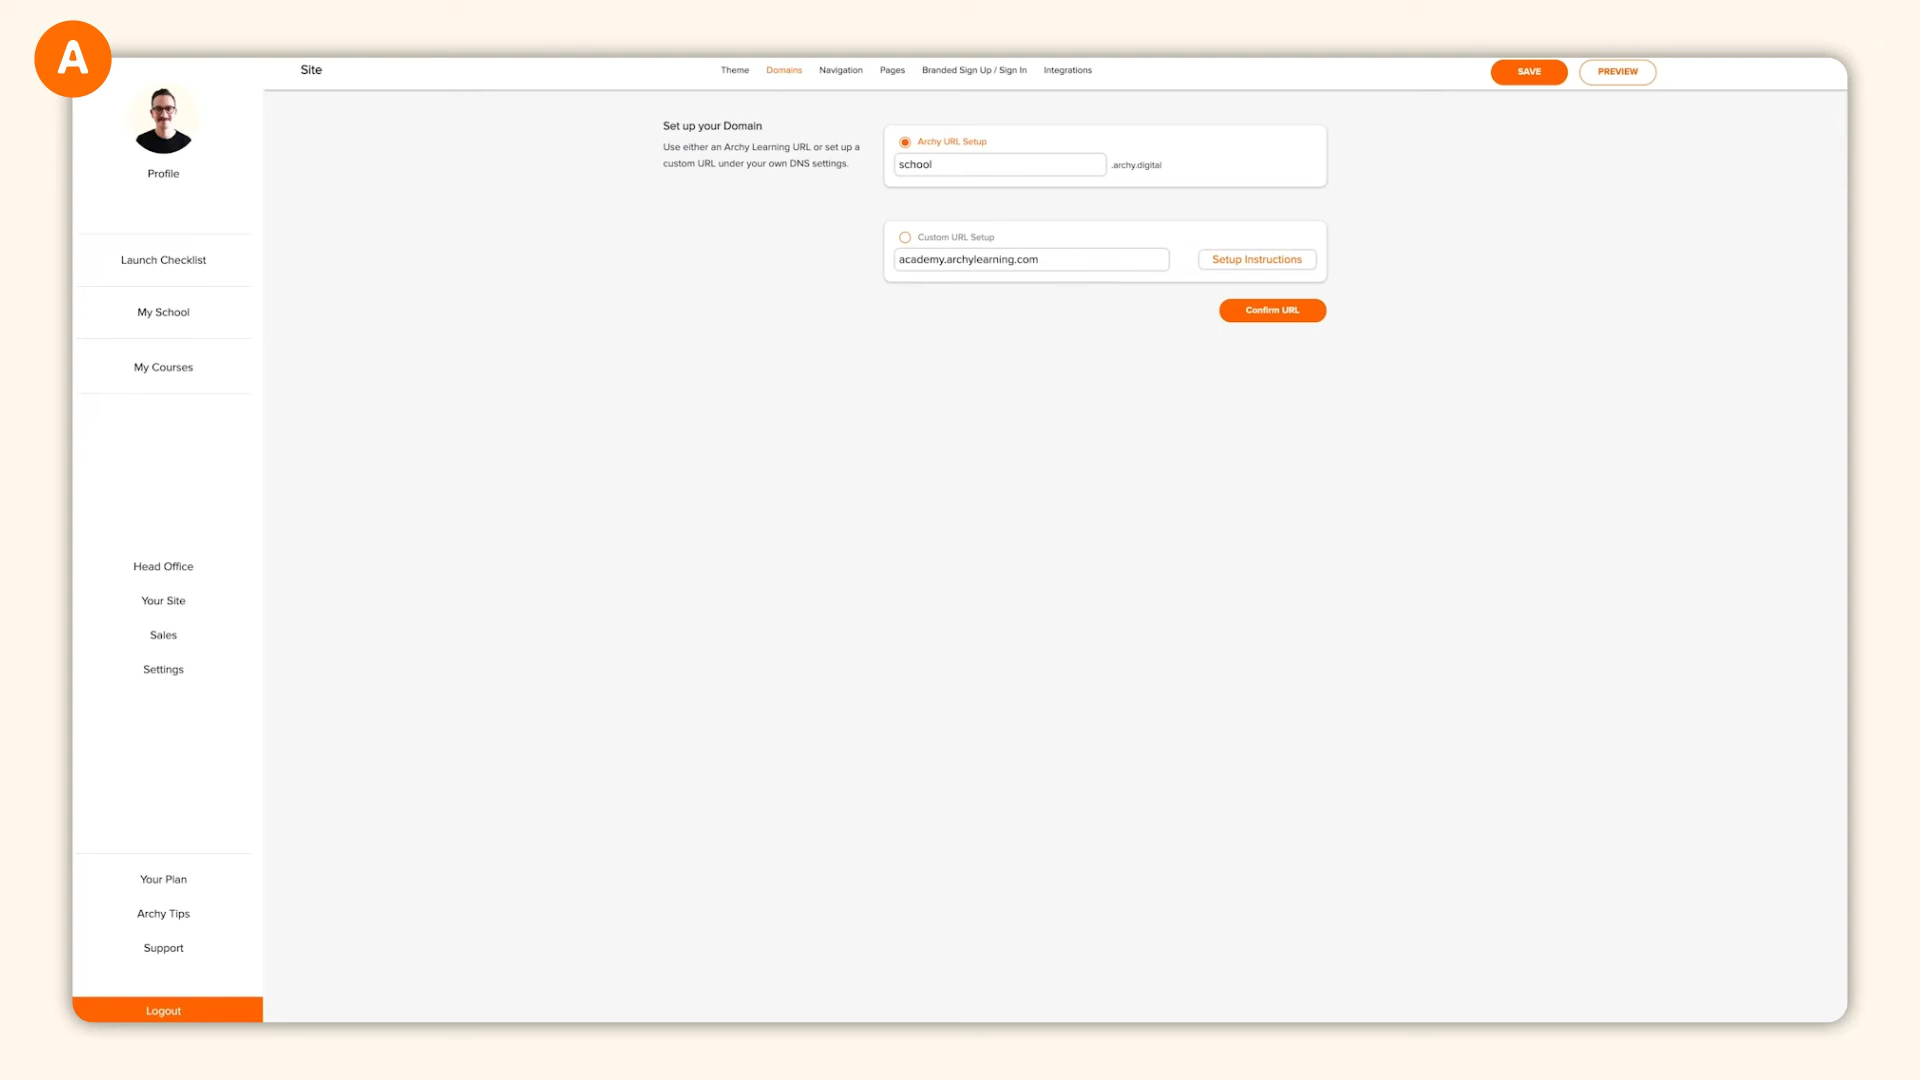 A
Site
Theme
Domains
Navigation
Pages
Branded Sign Up / Sign In
Integrations
SAVE
PREVIEW
Profile
Launch Checklist
My School
My Courses
Head Office
Your Site
Sales
Settings
Your Plan
Archy Tips
Support
Logout
Set up your Domain
Use either an Archy Learning URL or set up a
custom URL under your own DNS settings.
Archy URL Setup
school
.archy.digital
Custom URL Setup
academy.archylearning.com
Setup Instructions
Confirm URL